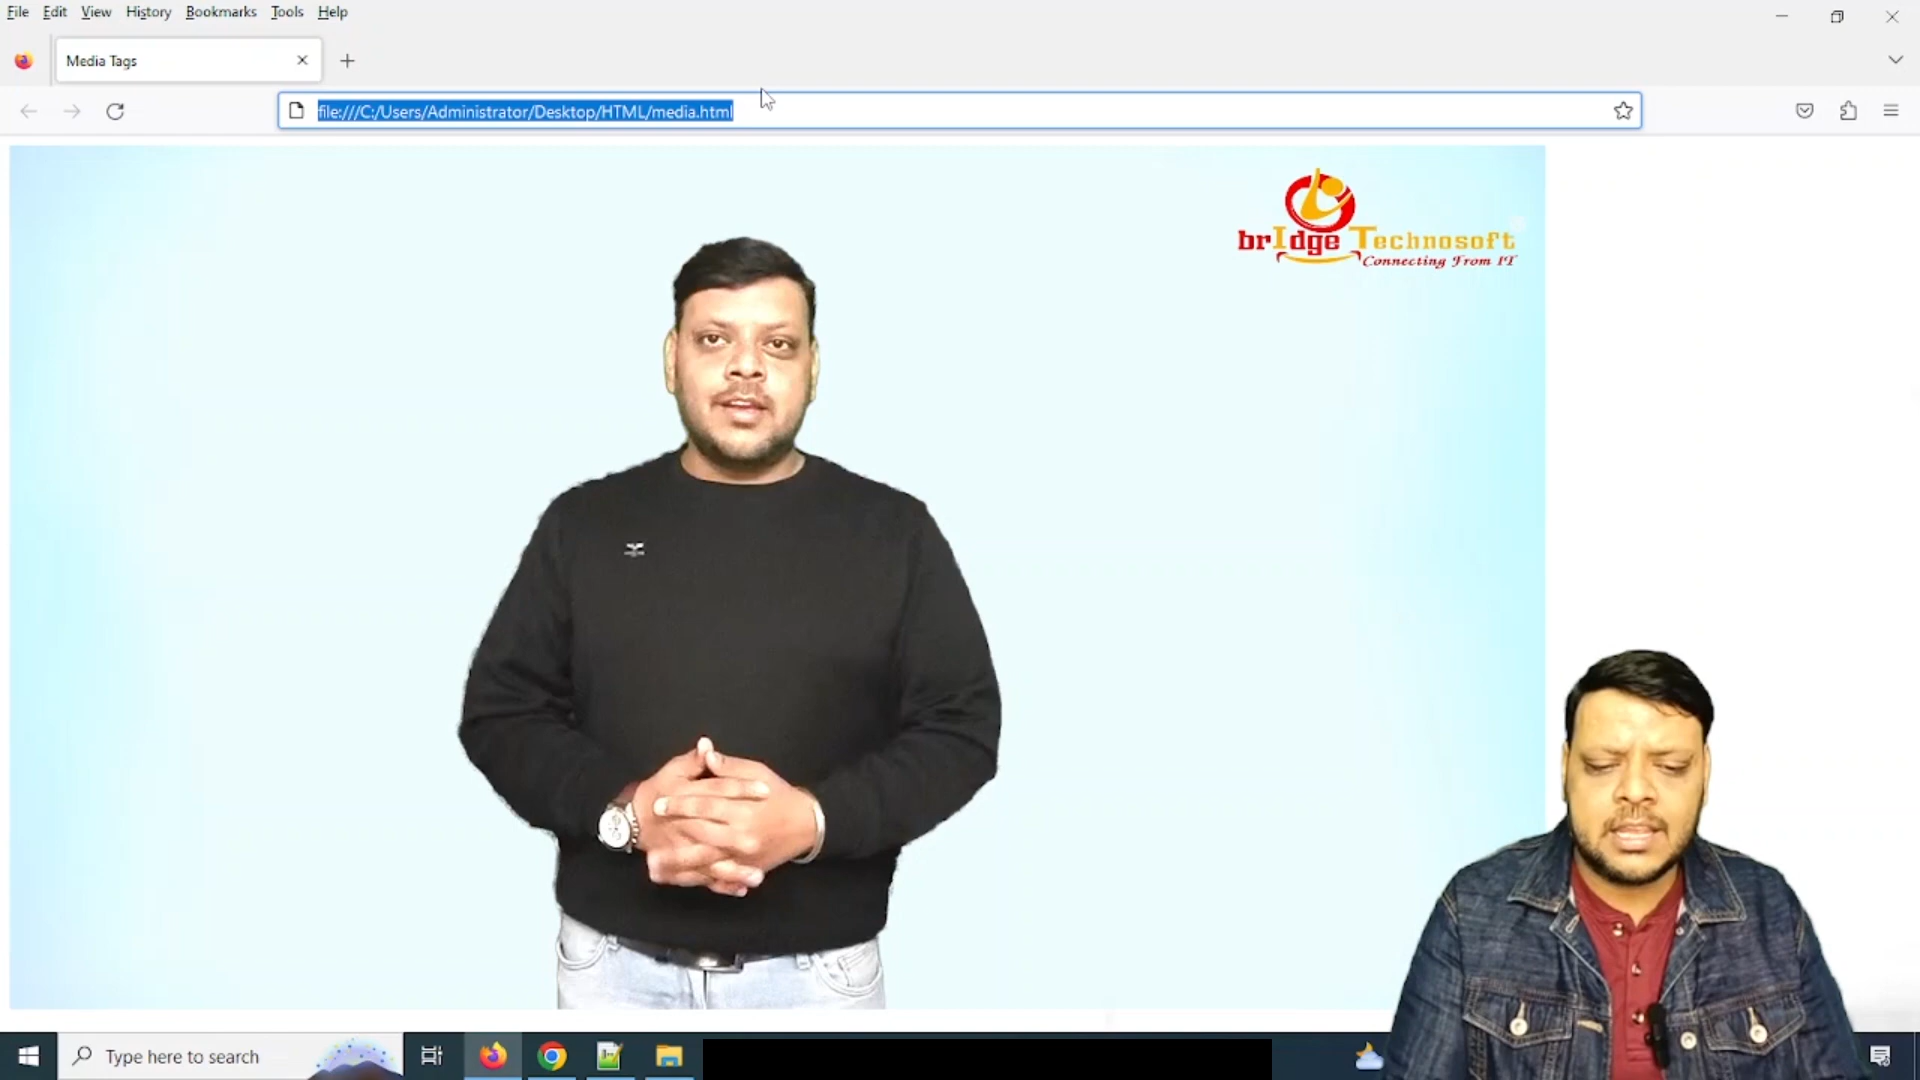 File Edit View History Bookmarks Tools Help
Media Tags
file:///C:/Users/Administrator/Desktop/HTML/media.html
brIdge Technosoft
Connecting From IT
Type here to search